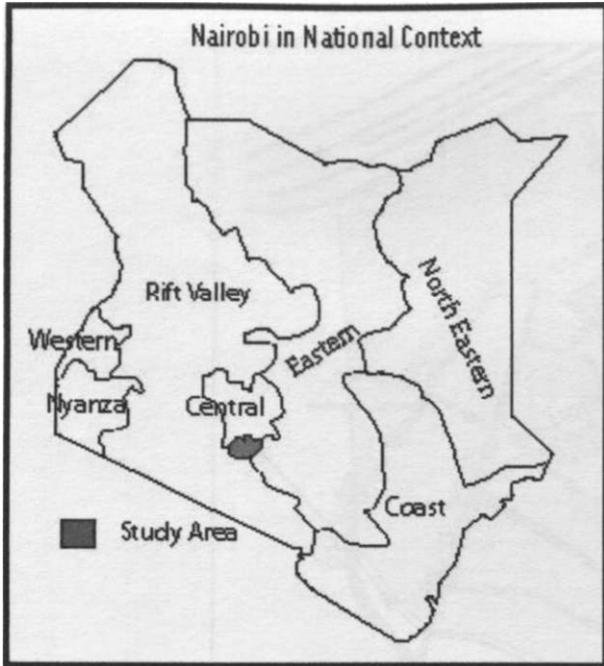 Nairobi in National Context
Rift Valley
North Eastern
Western
Eastern
Nyanza
Central
Coast
Study Area